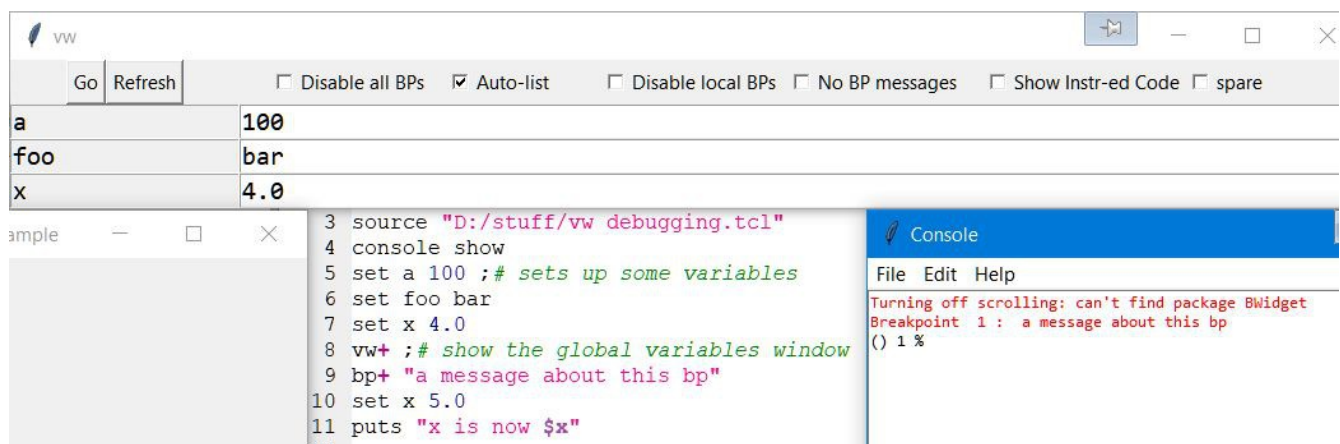 vw
Go Refresh Disable all BPs Auto-list Disable local BPs No BP messages Show Instr-ed Code spare
a 100
foo bar
x 4.0
ample
3 source "D:/stuff/vw debugging.tcl"
4 console show
5 set a 100 ;# sets up some variables
6 set foo bar
7 set x 4.0
8 vw+ ;# show the global variables window
9 bp+ "a message about this bp"
10 set x 5.0
11 puts "x is now $x"
Console
File Edit Help
Turning off scrolling: can't find package BWidget
Breakpoint 1 : a message about this bp
() 1 %